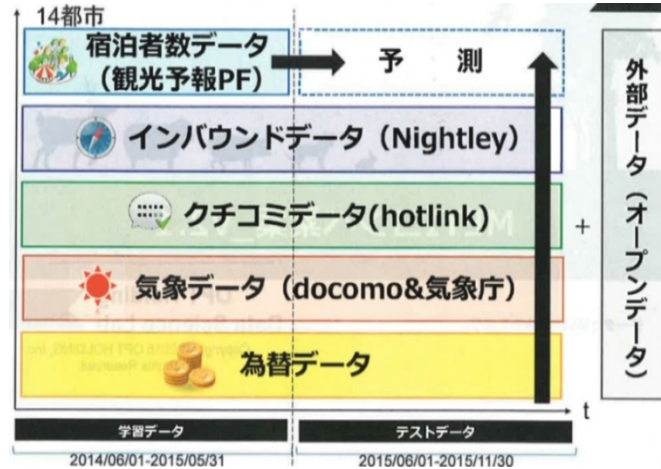 14都市
宿泊者数データ
(観光予報PF)
予 測
インバウンドデータ（Nightley）
クチコミデータ(hotlink)
気象データ（docomo&気象庁）
為替データ
+
外部データ（オープンデータ）
t
学習データ
テストデータ
2014/06/01-2015/05/31
2015/06/01-2015/11/30